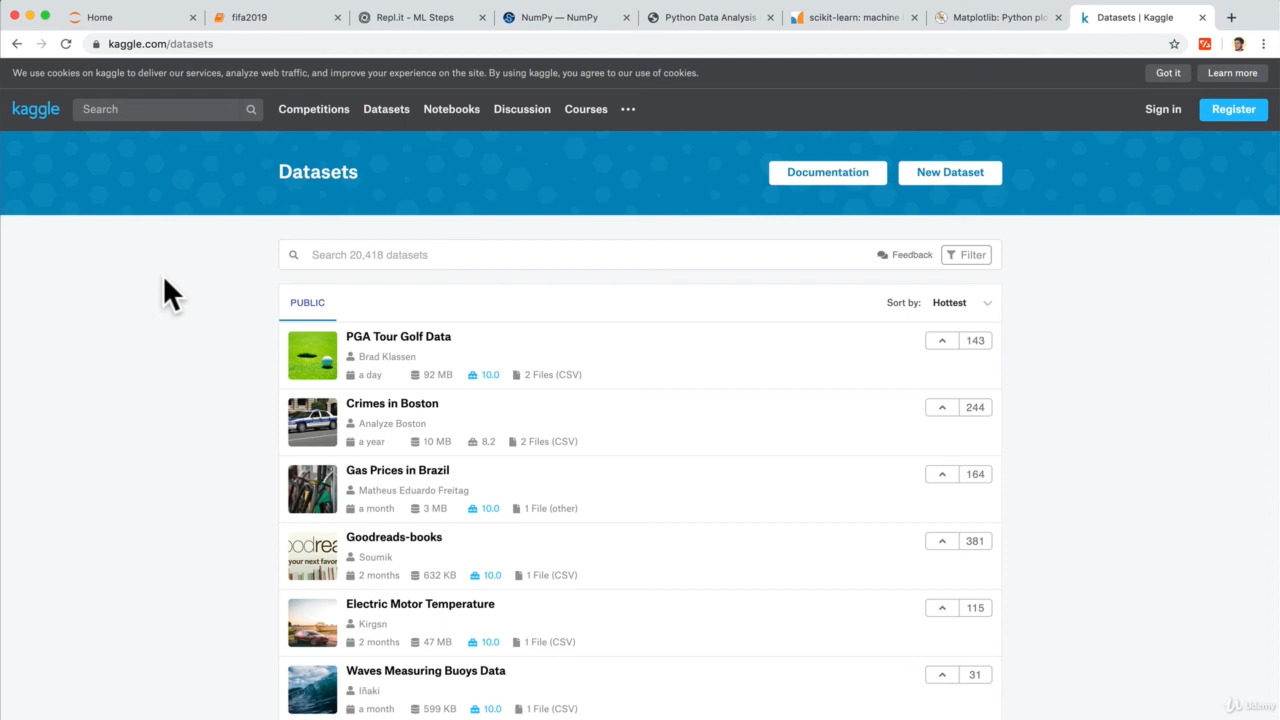 Home
fifa2019
Repl.it - ML Steps
NumPy — NumPy
Python Data Analysis
scikit-learn: machine
Matplotlib: Python plo
Datasets | Kaggle
kaggle.com/datasets
We use cookies on kaggle to deliver our services, analyze web traffic, and improve your experience on the site. By using kaggle, you agree to our use of cookies.
Got it
Learn more
kaggle
Search
Competitions
Datasets
Notebooks
Discussion
Courses
Sign in
Register
Datasets
Documentation
New Dataset
Search 20,418 datasets
Feedback
Filter
PUBLIC
Sort by: Hottest
PGA Tour Golf Data
143
Brad Klassen
a day 92 MB 10.0 2 Files (CSV)
Crimes in Boston
244
Analyze Boston
a year 10 MB 8.2 2 Files (CSV)
Gas Prices in Brazil
164
Matheus Eduardo Freitag
a month 3 MB 10.0 1 File (other)
oodrea
your next favor
Goodreads-books
381
Soumik
2 months 632 KB 10.0 1 File (CSV)
Electric Motor Temperature
115
Kirgsn
2 months 47 MB 10.0 1 File (CSV)
Waves Measuring Buoys Data
31
Iñaki
a month 599 KB 10.0 1 File (CSV)
Udemy